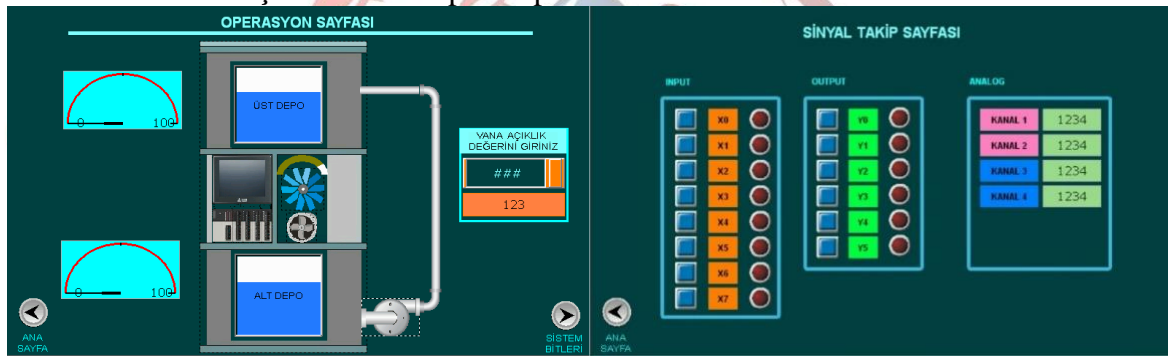 OPERASYON SAYFASI
0 100
ÜST DEPO
VANA AÇIKLIK
DEĞERİNİ GİRİNİZ
###
123
0 100
ALT DEPO
ANA
SAYFA
SİSTEM
BİTLERİ
SİNYAL TAKİP SAYFASI
INPUT
X0
X1
X2
X3
X4
X5
X6
X7
OUTPUT
Y0
Y1
Y2
Y3
Y4
Y5
ANALOG
KANAL 1 1234
KANAL 2 1234
KANAL 3 1234
KANAL 4 1234
ANA
SAYFA